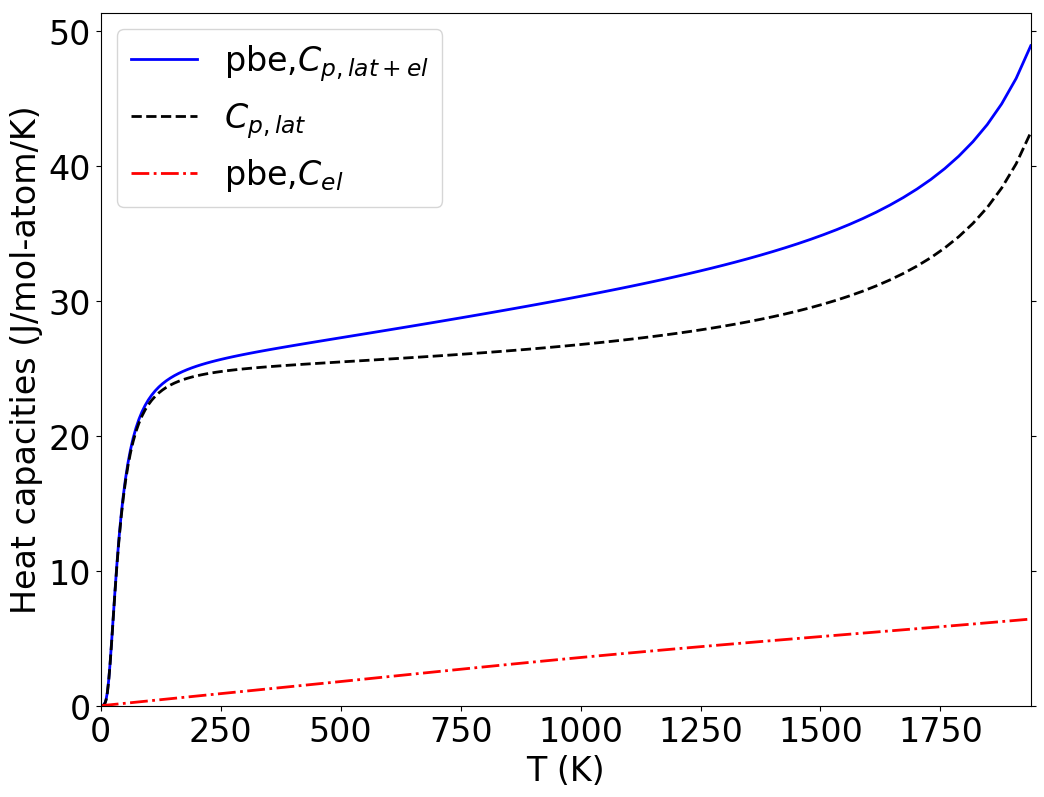 Heat capacities (J/mol-atom/K)
50
40
30
20
10
0
pbe,C_{p, lat + el}
C_{p, lat}
pbe,C_{el}
0 250 500 750 1000 1250 1500 1750
T (K)